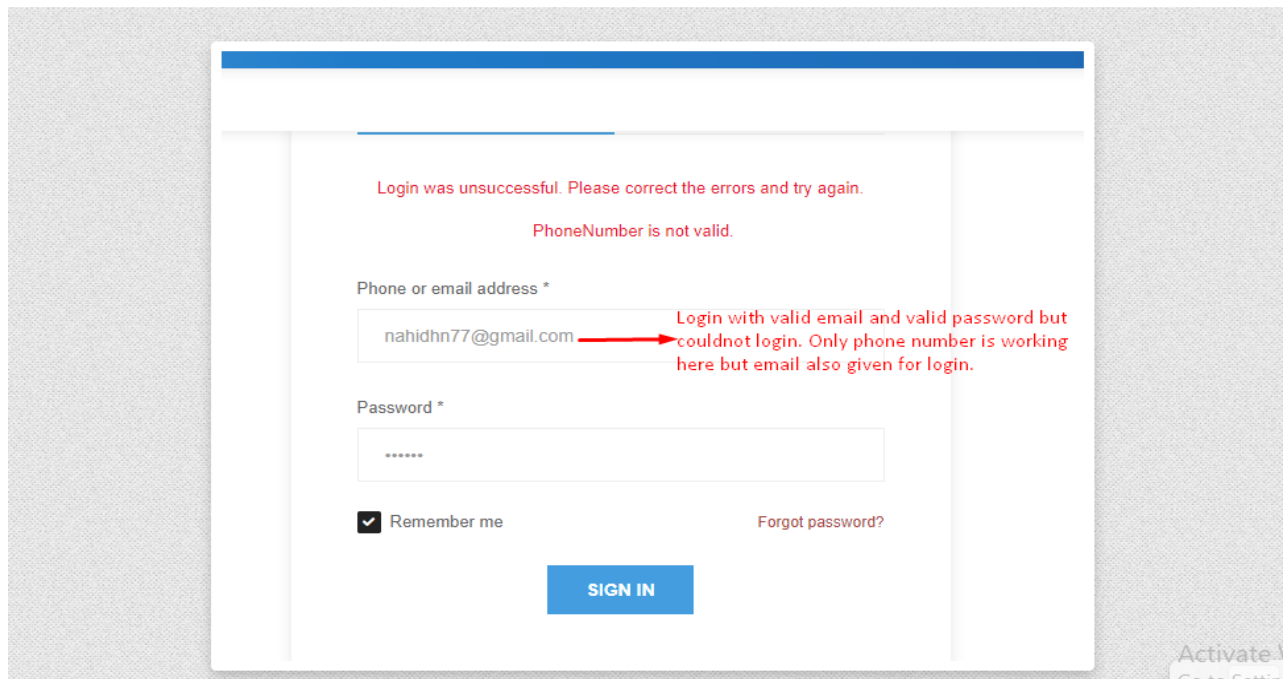 Login was unsuccessful. Please correct the errors and try again.
PhoneNumber is not valid.
Phone or email address *
nahidhn77@gmail.com
Login with valid email and valid password but
couldnot login. Only phone number is working
here but email also given for login.
Password *
••••••
Remember me
Forgot password?
SIGN IN
Activate